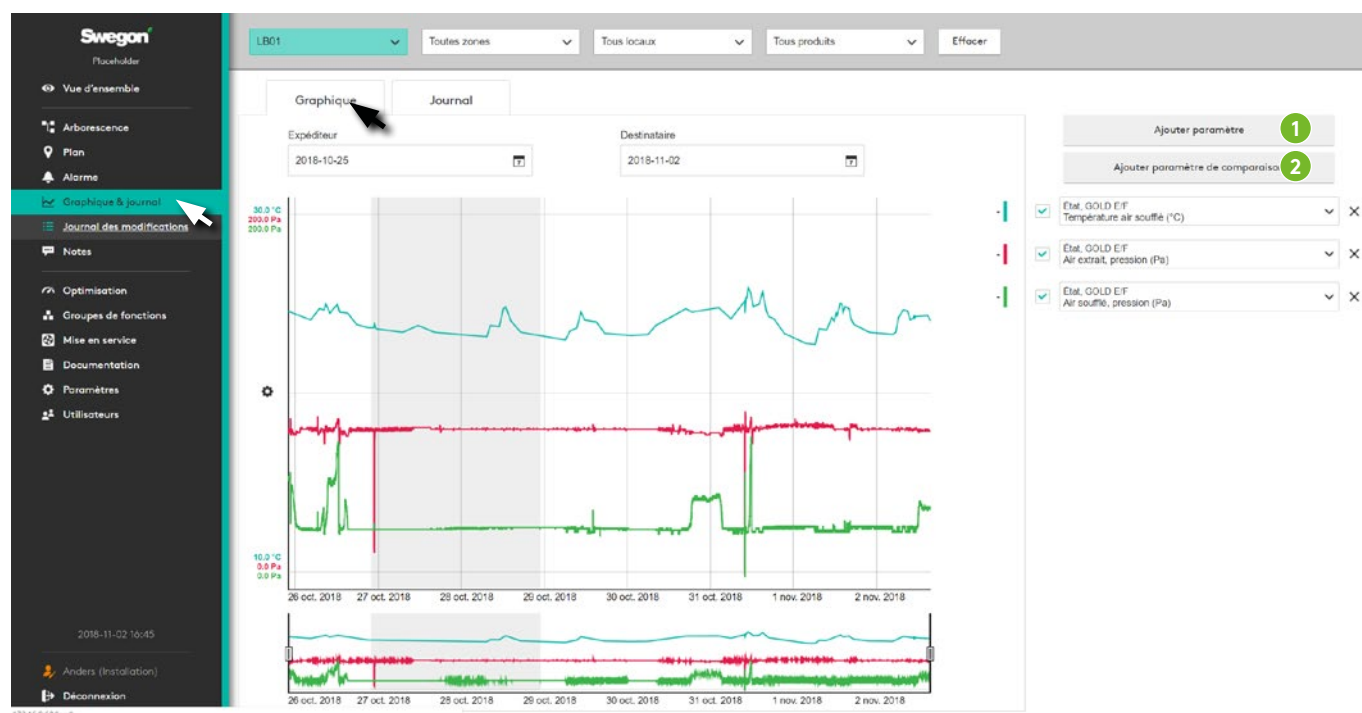 Swegon
Placeholder
Vue d'ensemble
Arborescence
Plan
Alarme
Graphique & journal
Journal des modifications
Notes
Optimisation
Groupes de fonctions
Mise en service
Documentation
Paramètres
Utilisateurs
2018-11-02 16:45
Anders (Installation)
Déconnexion
LB01
Toutes zones
Tous locaux
Tous produits
Effacer
Graphique
Journal
Expéditeur
Destinataire
2018-10-25
2018-11-02
30.0 °C
200.0 Pa
200.0 Pa
10.0 °C
0.0 Pa
0.0 Pa
26 oct. 2018 27 oct. 2018 28 oct. 2018 29 oct. 2018 30 oct. 2018 31 oct. 2018 1 nov. 2018 2 nov. 2018
26 oct. 2018 27 oct. 2018 28 oct. 2018 29 oct. 2018 30 oct. 2018 31 oct. 2018 1 nov. 2018 2 nov. 2018
Ajouter paramètre 1
Ajouter paramètre de comparaiso 2
État, GOLD E/F
Température air soufflé (°C)
État, GOLD E/F
Air extrait, pression (Pa)
État, GOLD E/F
Air soufflé, pression (Pa)